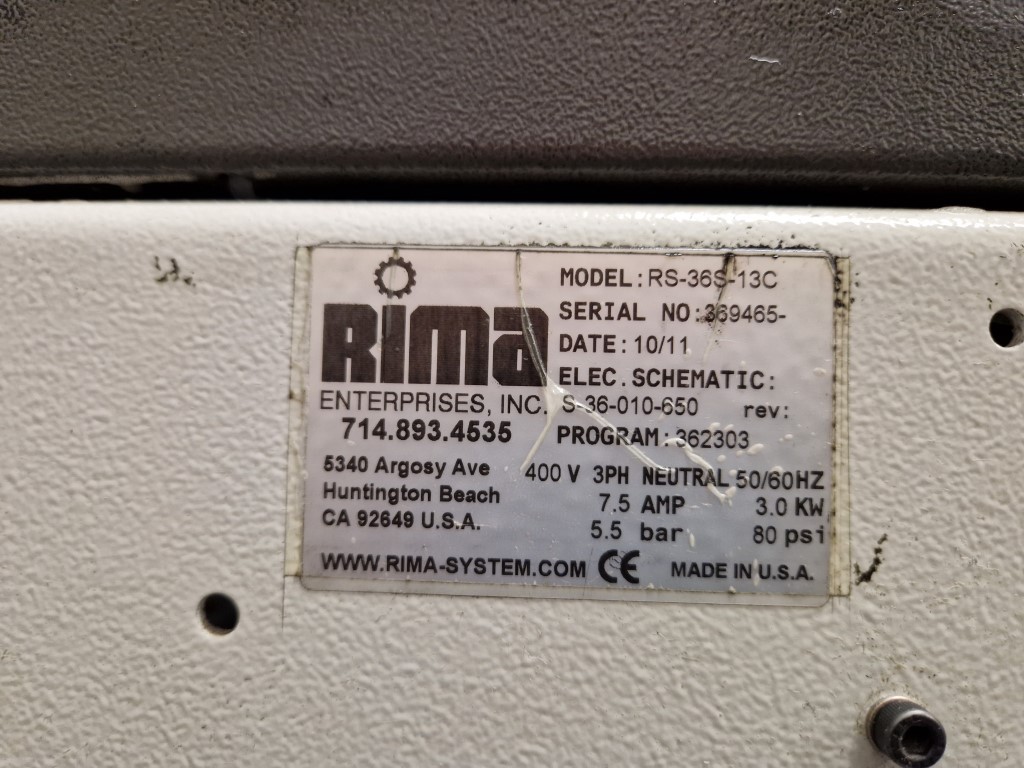 MODEL: RS-36S-13C
SERIAL NO: 369465-
DATE: 10/11
ELEC. SCHEMATIC:
S-36-010-650 rev:
PROGRAM: 362303
RIMA
ENTERPRISES, INC.
714.893.4535
5340 Argosy Ave
Huntington Beach
CA 92649 U.S.A.
400 V 3PH NEUTRAL 50/60HZ
7.5 AMP 3.0 KW
5.5 bar 80 psi
WWW.RIMA-SYSTEM.COM CE MADE IN U.S.A.